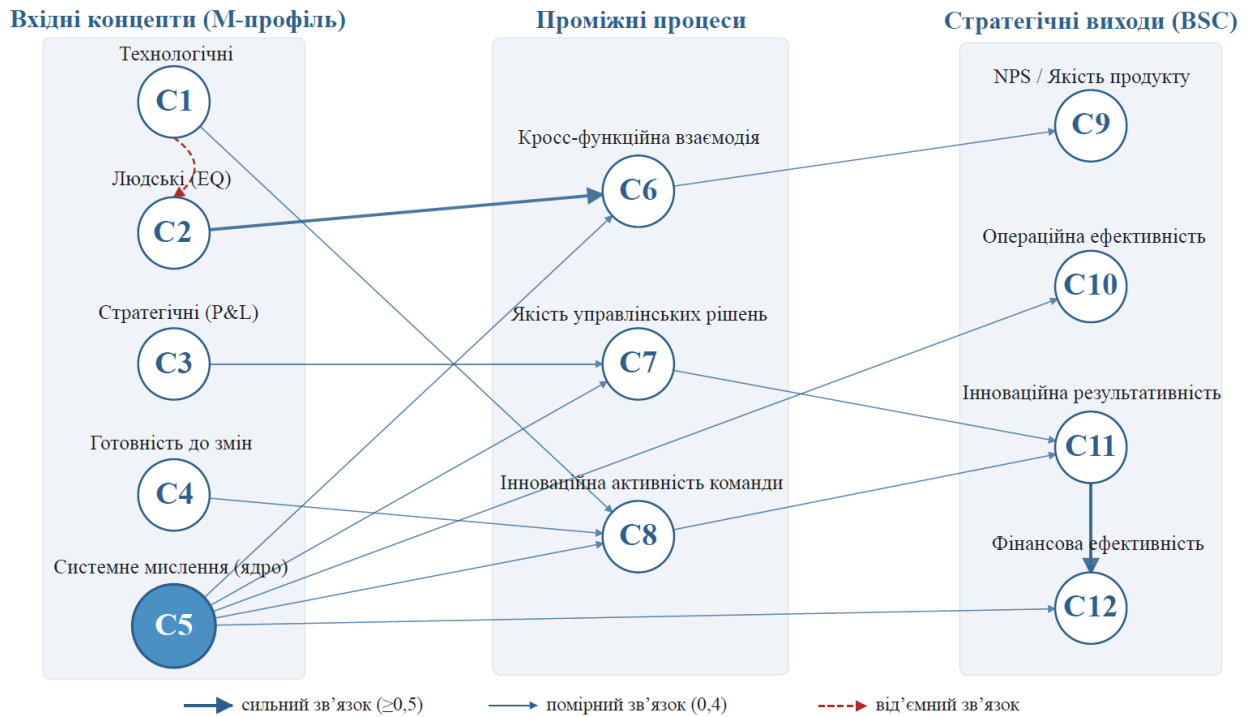 Вхідні концепти (М-профіль)
Проміжні процеси
Стратегічні виходи (BSC)
Технологічні
C1
Людські (EQ)
C2
Стратегічні (P&L)
C3
Готовність до змін
C4
Системне мислення (ядро)
C5
Кросс-функційна взаємодія
C6
Якість управлінських рішень
C7
Інноваційна активність команди
C8
NPS / Якість продукту
C9
Операційна ефективність
C10
Інноваційна результативність
C11
Фінансова ефективність
C12
сильний зв’язок (≥0,5)
помірний зв’язок (0,4)
від’ємний зв’язок